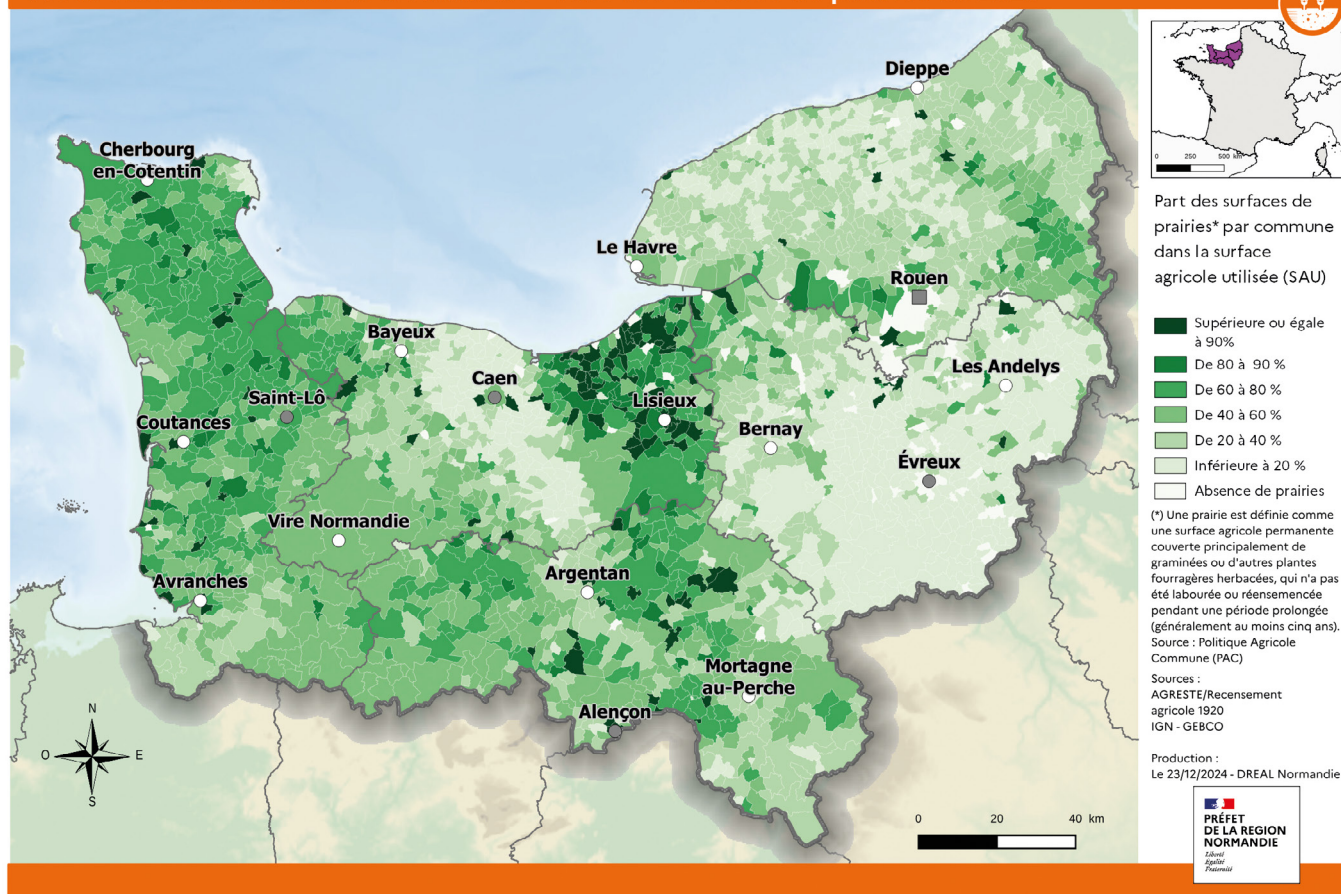 Dieppe
Cherbourg
en-Cotentin
Le Havre
Rouen
Bayeux
Caen
Les Andelys
Saint-Lô
Lisieux
Coutances
Bernay
Évreux
Vire Normandie
Argentan
Avranches
Mortagne
au-Perche
Alençon
N
O
E
S
0 20 40 km
0 250 500 km
Part des surfaces de
prairies* par commune
dans la surface
agricole utilisée (SAU)
Supérieure ou égale
à 90%
De 80 à 90 %
De 60 à 80 %
De 40 à 60 %
De 20 à 40 %
Inférieure à 20 %
Absence de prairies
(*) Une prairie est définie comme
une surface agricole permanente
couverte principalement de
graminées ou d'autres plantes
fourragères herbacées, qui n'a pas
été labourée ou réensemencée
pendant une période prolongée
(généralement au moins cinq ans).
Source : Politique Agricole
Commune (PAC)
Sources :
AGRESTE/Recensement
agricole 1920
IGN - GEBCO
Production :
Le 23/12/2024 - DREAL Normandie
PRÉFET
DE LA REGION
NORMANDIE
Liberté
Égalité
Fraternité